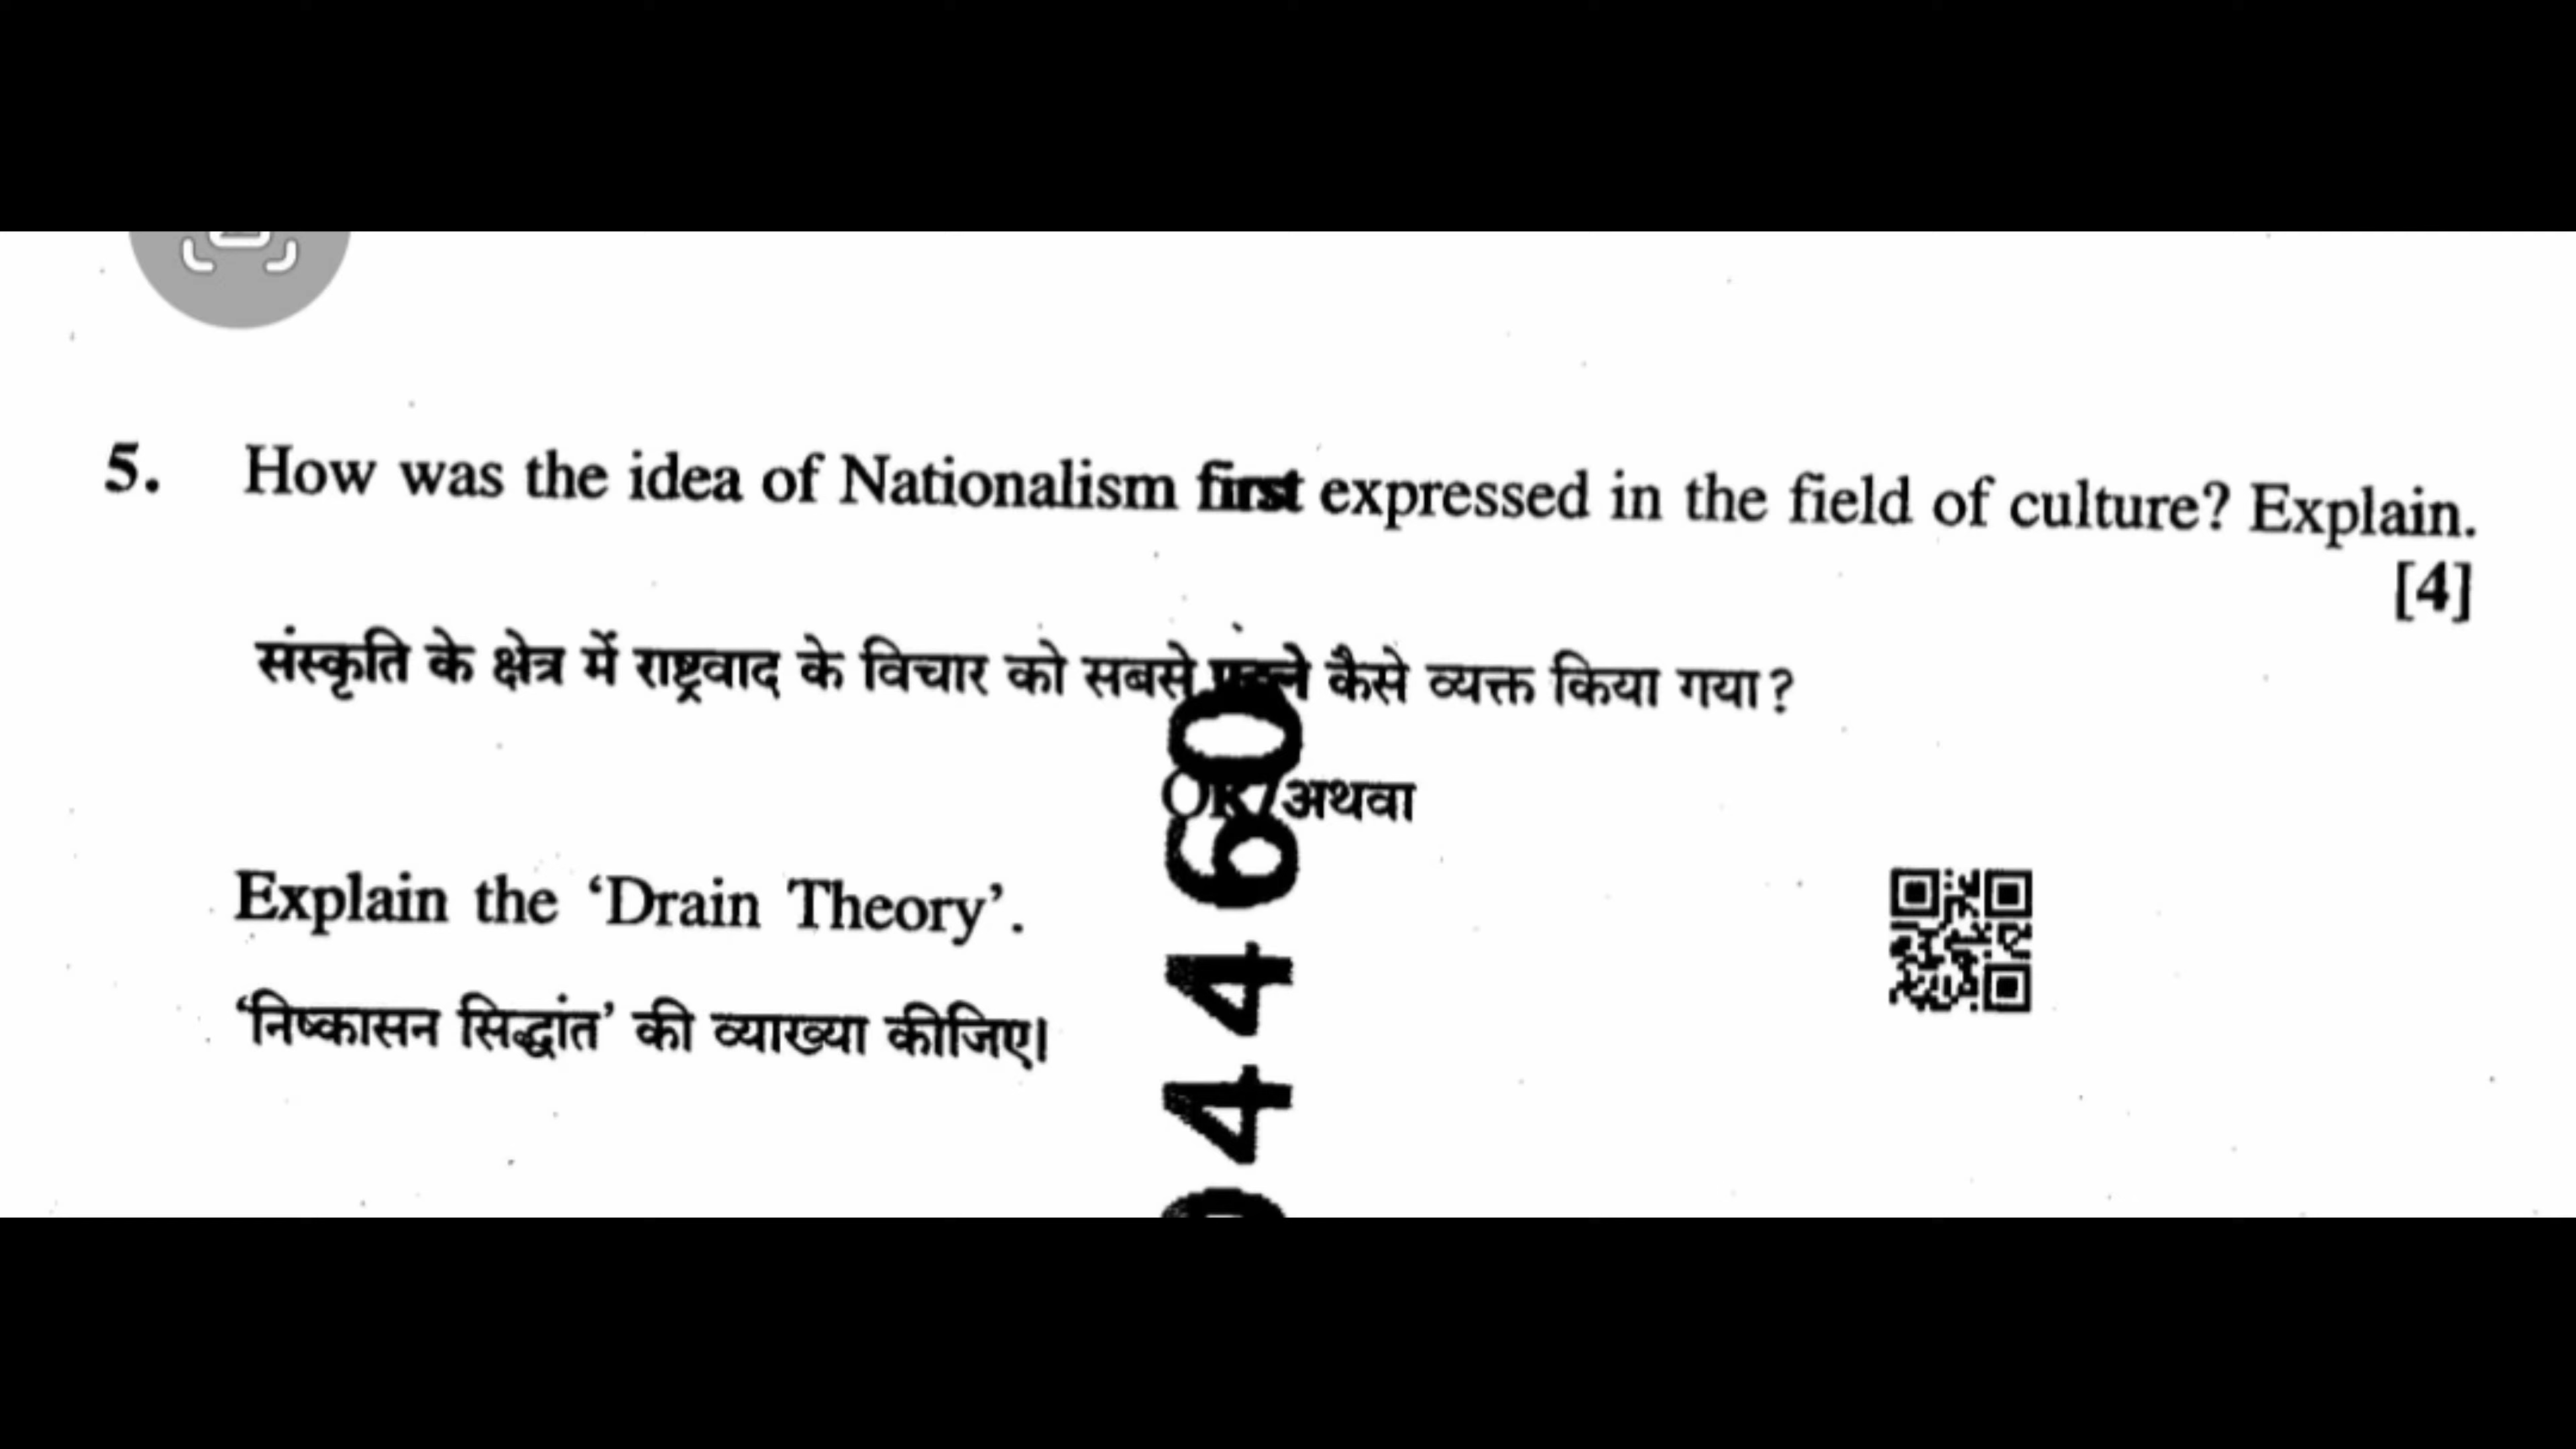 5. How was the idea of Nationalism first expressed in the field of culture? Explain.
[4]
संस्कृति के क्षेत्र में राष्ट्रवाद के विचार को सबसे पहले कैसे व्यक्त किया गया?
OR/अथवा
Explain the ‘Drain Theory’.
‘निष्कासन सिद्धांत’ की व्याख्या कीजिए।
4460